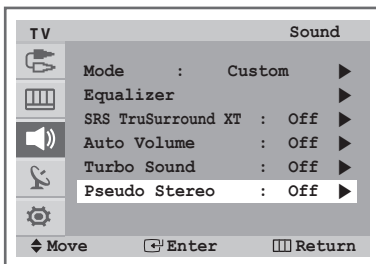 TV Sound
Mode : Custom
Equalizer
SRS TruSurround XT : Off
Auto Volume : Off
Turbo Sound : Off
Pseudo Stereo : Off
Move Enter Return